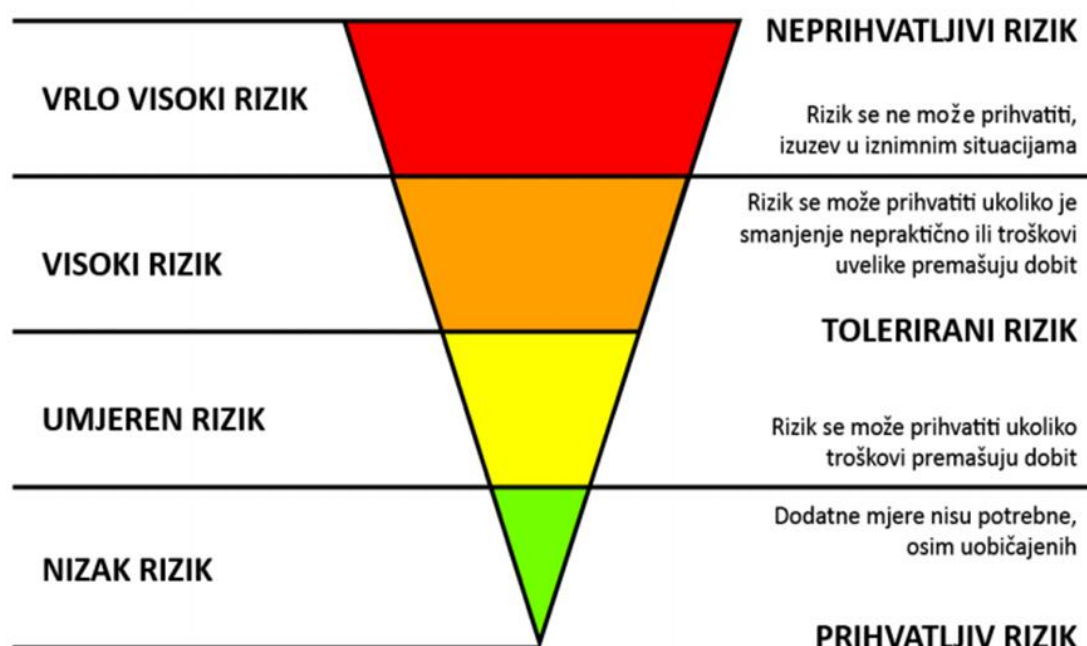 NEPRIHVATLJIVI RIZIK
VRLO VISOKI RIZIK
Rizik se ne može prihvatiti,
izuzev u iznimnim situacijama
Rizik se može prihvatiti ukoliko je
smanjenje nepraktično ili troškovi
uvelike premašuju dobit
VISOKI RIZIK
TOLERIRANI RIZIK
UMJEREN RIZIK
Rizik se može prihvatiti ukoliko
troškovi premašuju dobit
Dodatne mjere nisu potrebne,
osim uobičajenih
NIZAK RIZIK
PRIHVATLJIV RIZIK